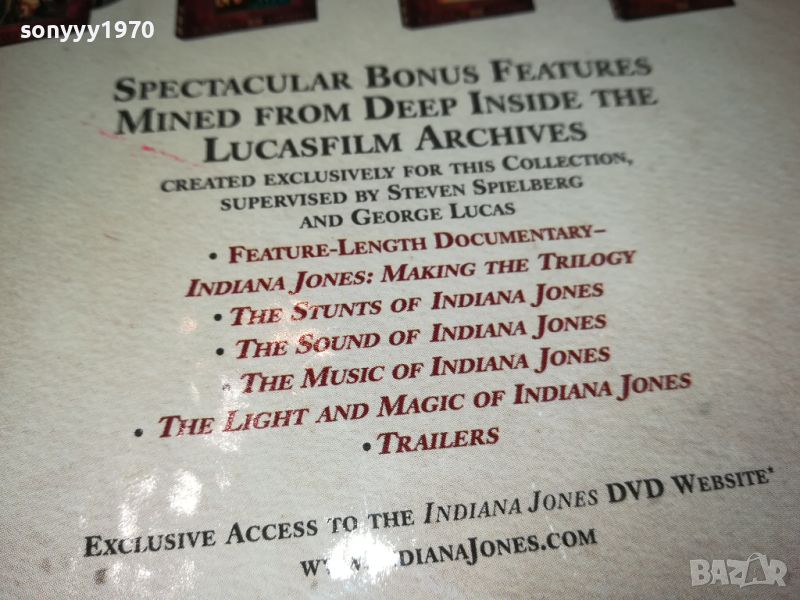 sonyyy1970
SPECTACULAR BONUS FEATURES
MINED FROM DEEP INSIDE THE
LUCASFILM ARCHIVES
CREATED EXCLUSIVELY FOR THIS COLLECTION,
SUPERVISED BY STEVEN SPIELBERG
AND GEORGE LUCAS
• FEATURE-LENGTH DOCUMENTARY–
INDIANA JONES: MAKING THE TRILOGY
• THE STUNTS OF INDIANA JONES
• THE SOUND OF INDIANA JONES
• THE MUSIC OF INDIANA JONES
• THE LIGHT AND MAGIC OF INDIANA JONES
• TRAILERS
EXCLUSIVE ACCESS TO THE INDIANA JONES DVD WEBSITE*
WWW.INDIANAJONES.COM
BAZAR